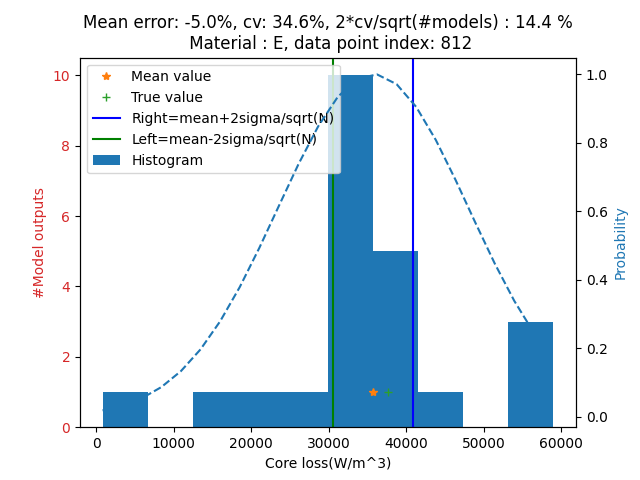 Mean error: -5.0%, cv: 34.6%, 2*cv/sqrt(#models) : 14.4 %
Material : E, data point index: 812
Mean value
True value
Right=mean+2sigma/sqrt(N)
Left=mean-2sigma/sqrt(N)
Histogram
10
8
6
4
2
0
#Model outputs
1.0
0.8
0.6
0.4
0.2
0.0
Probability
0 10000 20000 30000 40000 50000 60000
Core loss(W/m^3)